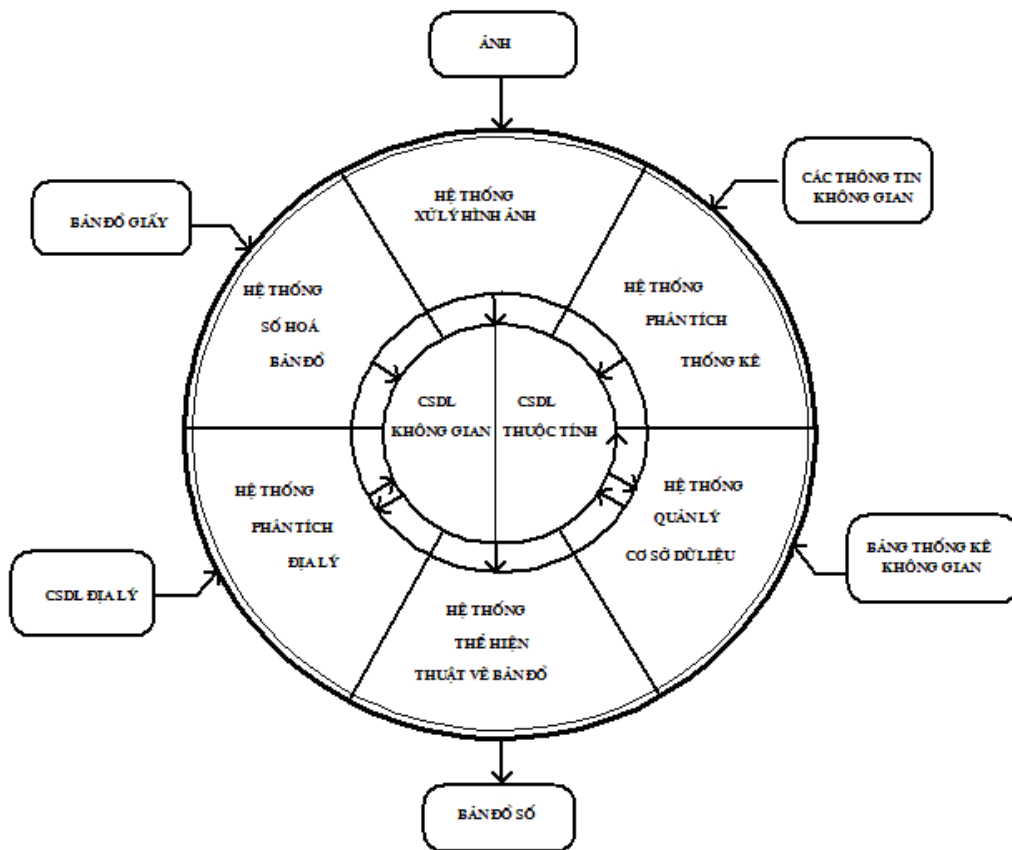 ẢNH
CÁC THÔNG TIN
KHÔNG GIAN
BẢN ĐỒ GIẤY
HỆ THỐNG
XỬ LÝ HÌNH ẢNH
HỆ THỐNG
SỐ HOÁ
BẢN ĐỒ
HỆ THỐNG
PHÂN TÍCH
THỐNG KÊ
CSDL
KHÔNG GIAN
CSDL
THUỘC TÍNH
HỆ THỐNG
PHÂN TÍCH
ĐỊA LÝ
HỆ THỐNG
QUẢN LÝ
CƠ SỞ DỮ LIỆU
BẢNG THỐNG KÊ
KHÔNG GIAN
CSDL ĐỊA LÝ
HỆ THỐNG
THỂ HIỆN
THUẬT VẼ BẢN ĐỒ
BẢN ĐỒ SỐ